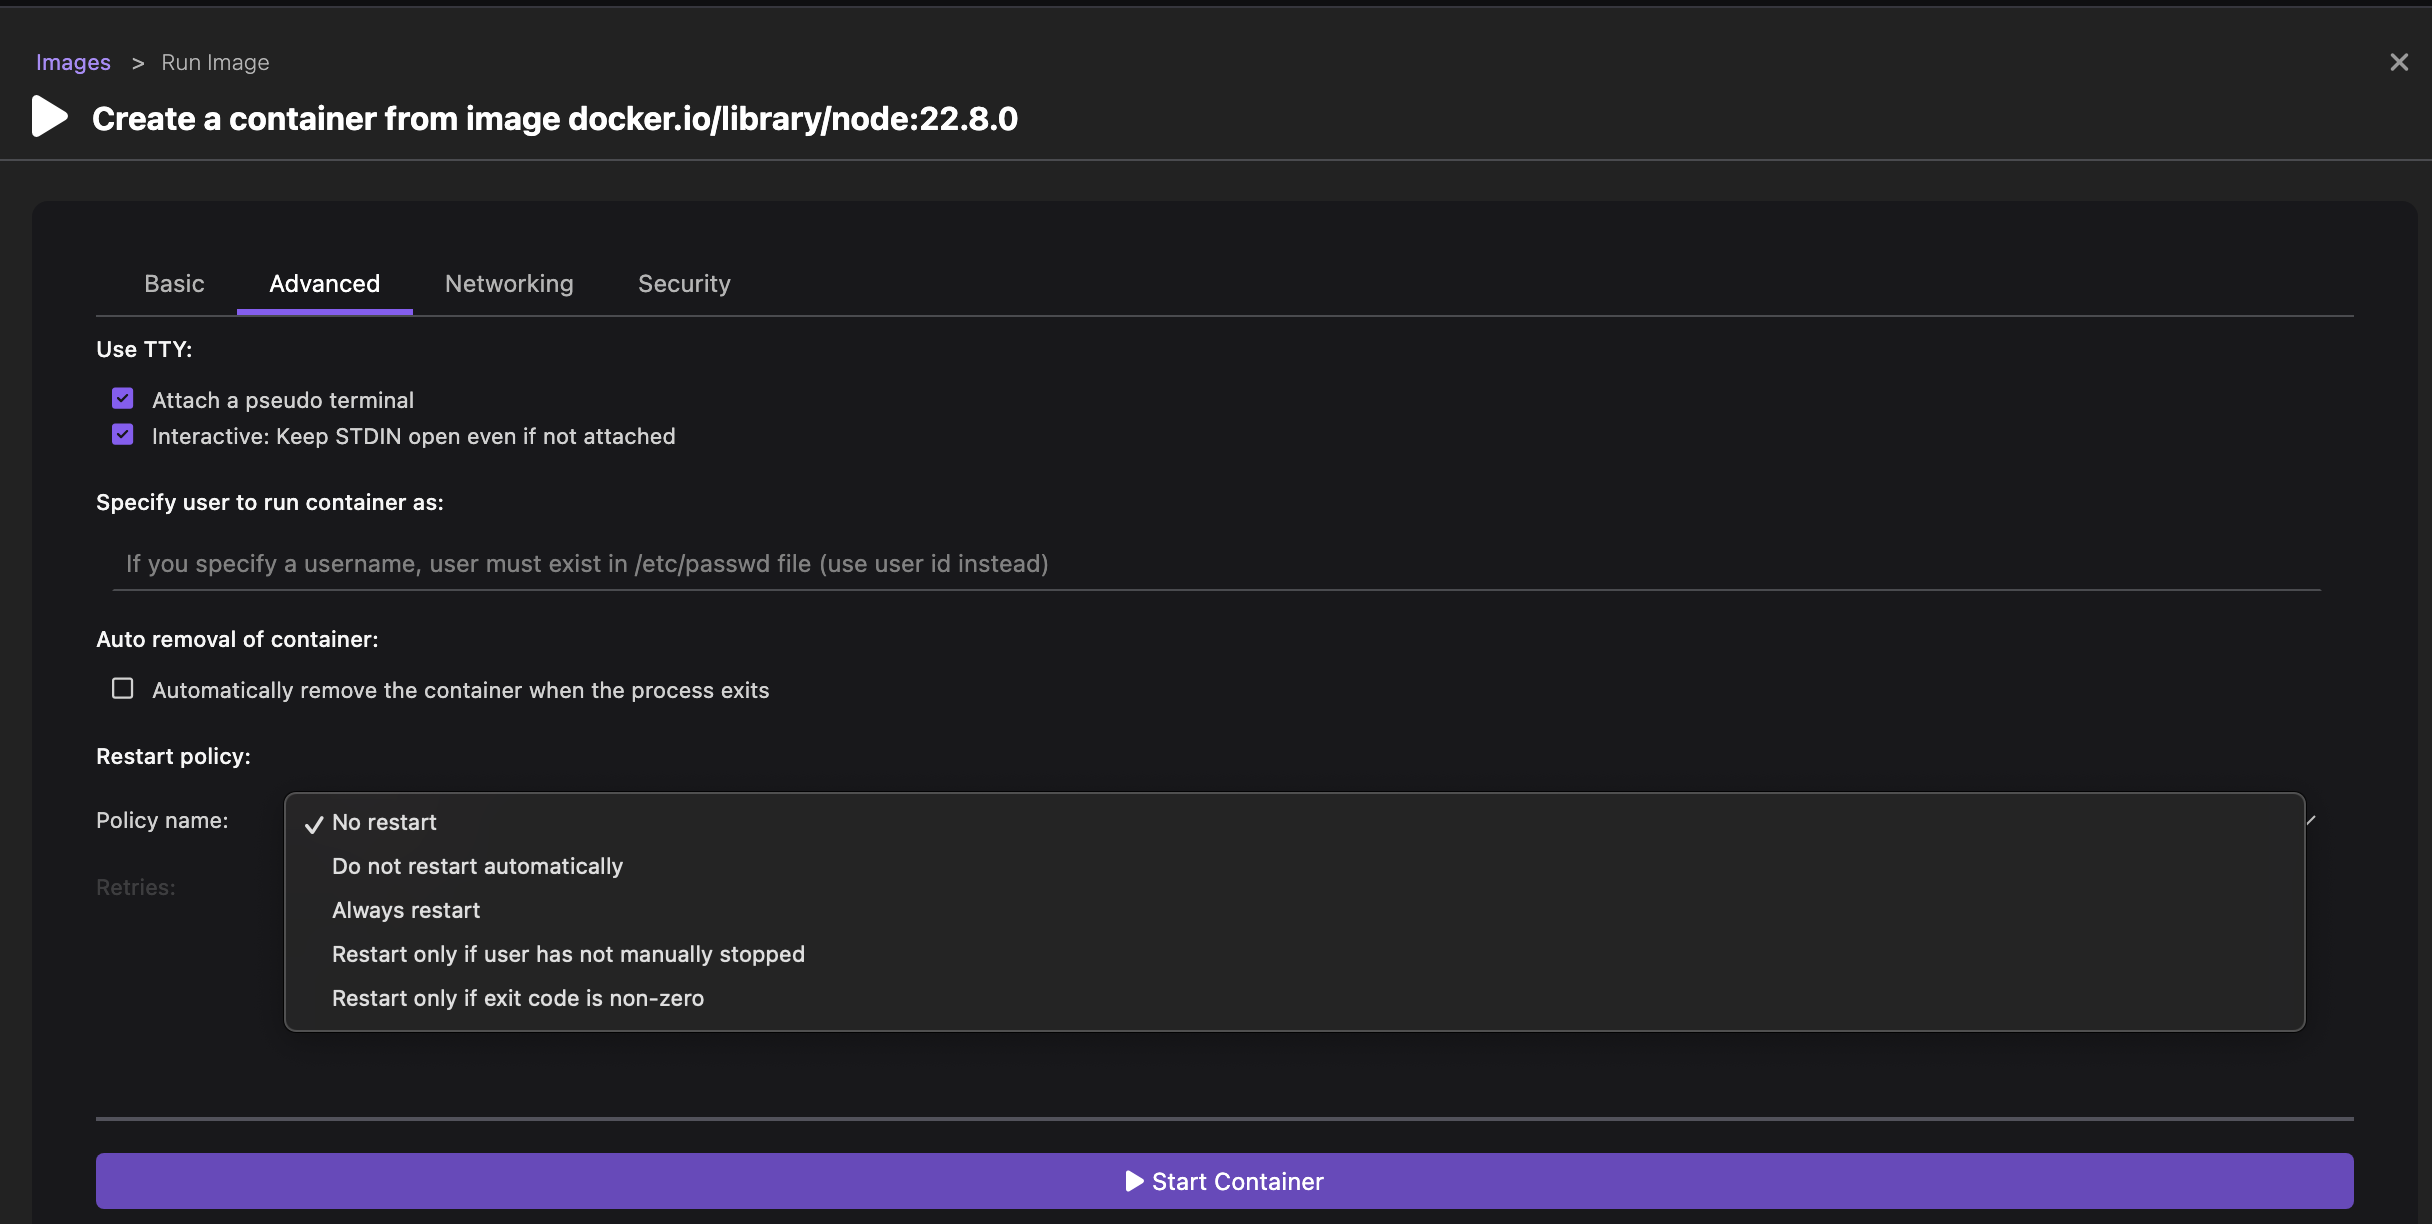 Images > Run Image
Create a container from image docker.io/library/node:22.8.0
Basic Advanced Networking Security
Use TTY:
Attach a pseudo terminal
Interactive: Keep STDIN open even if not attached
Specify user to run container as:
If you specify a username, user must exist in /etc/passwd file (use user id instead)
Auto removal of container:
Automatically remove the container when the process exits
Restart policy:
Policy name:
No restart
Do not restart automatically
Retries:
Always restart
Restart only if user has not manually stopped
Restart only if exit code is non-zero
Start Container